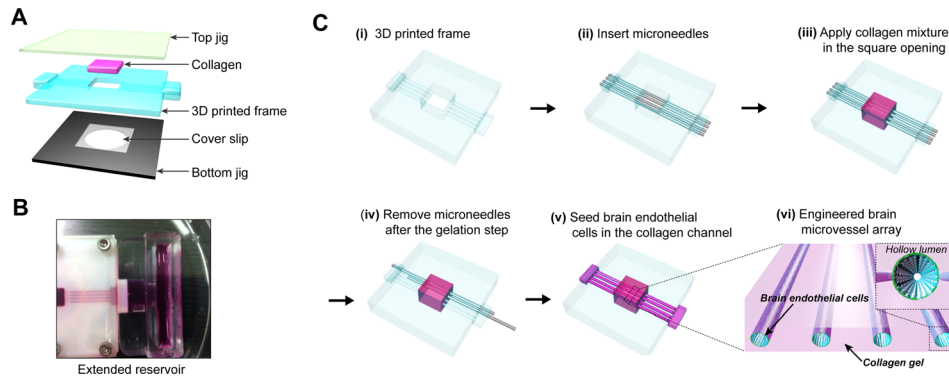 A
Top jig
Collagen
3D printed frame
Cover slip
Bottom jig
B
Extended reservoir
C
(i) 3D printed frame
(ii) Insert microneedles
(iii) Apply collagen mixture
in the square opening
(iv) Remove microneedles
after the gelation step
(v) Seed brain endothelial
cells in the collagen channel
(vi) Engineered brain
microvessel array
Hollow lumen
Brain endothelial cells
Collagen gel